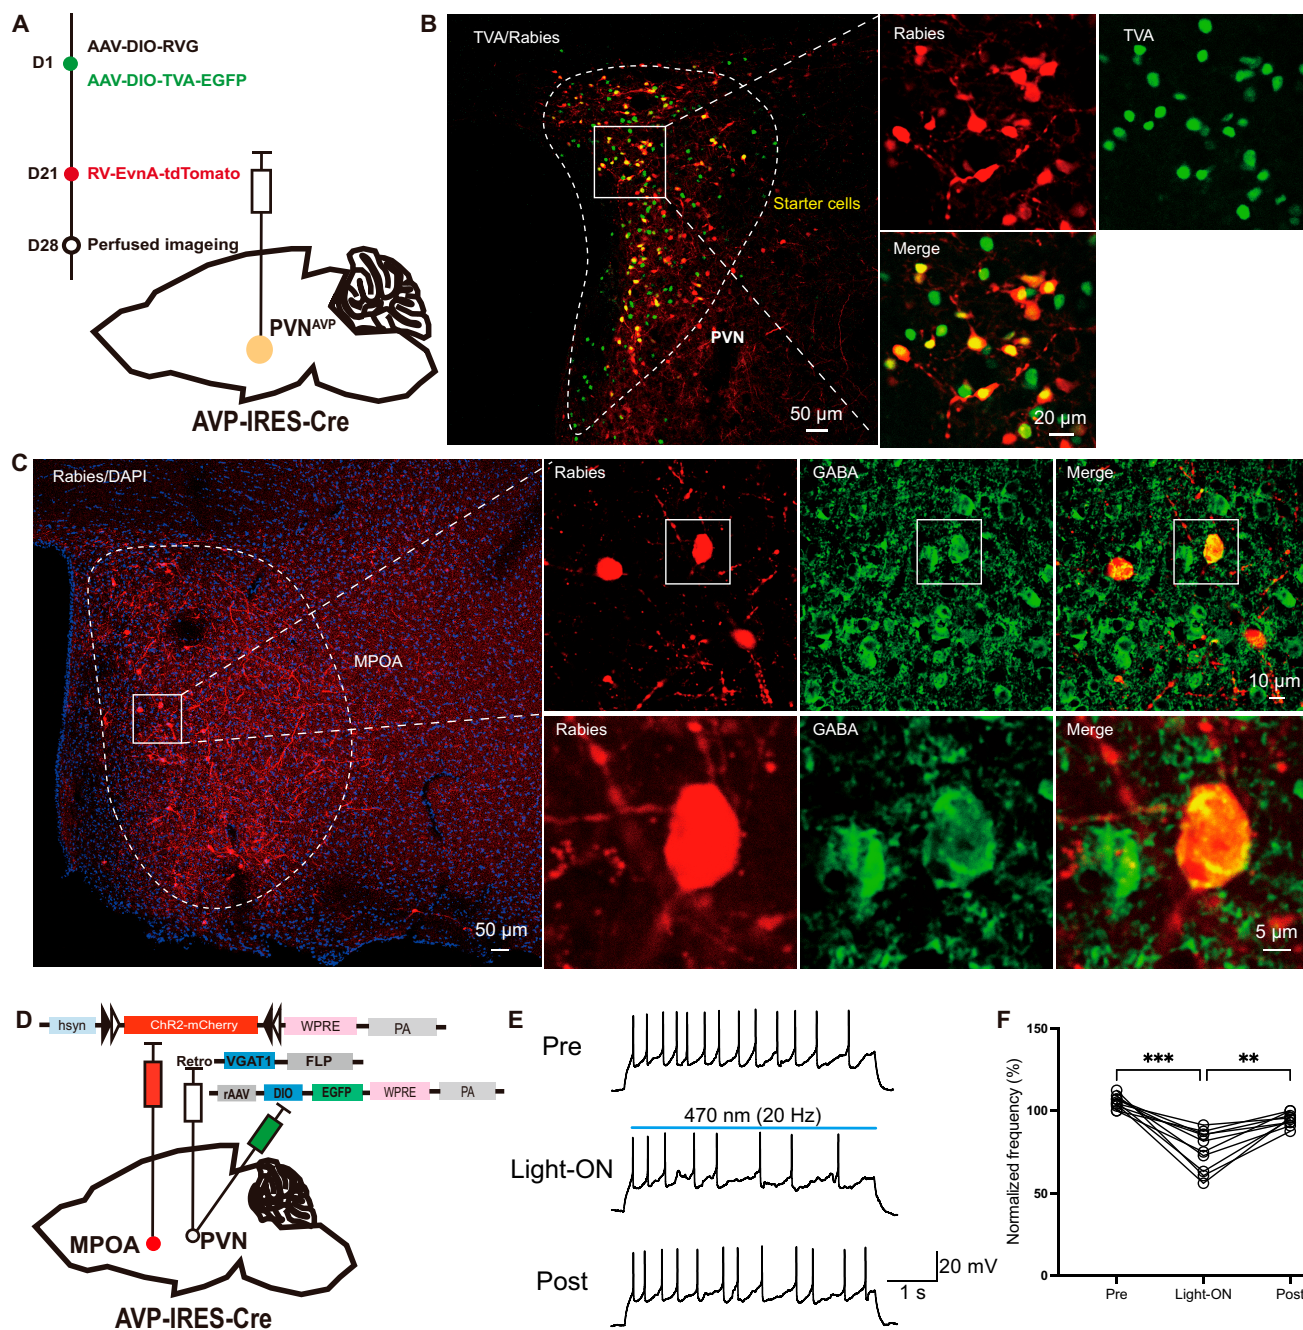 A
D1
AAV-DIO-RVG
AAV-DIO-TVA-EGFP
D21
RV-EvnA-tdTomato
D28
Perfused imageing
PVN^AVP
AVP-IRES-Cre
B
TVA/Rabies
Starter cells
PVN
50 µm
Rabies
TVA
Merge
20 µm
C
Rabies/DAPI
MPOA
50 µm
Rabies
GABA
Merge
10 µm
Rabies
GABA
Merge
5 µm
D
hsyn
ChR2-mCherry
WPRE
PA
Retro
VGAT1
FLP
rAAV
DIO
EGFP
WPRE
PA
MPOA
PVN
AVP-IRES-Cre
E
Pre
470 nm (20 Hz)
Light-ON
Post
20 mV
1 s
F
Normalized frequency (%)
150
100
50
0
***
**
Pre
Light-ON
Post